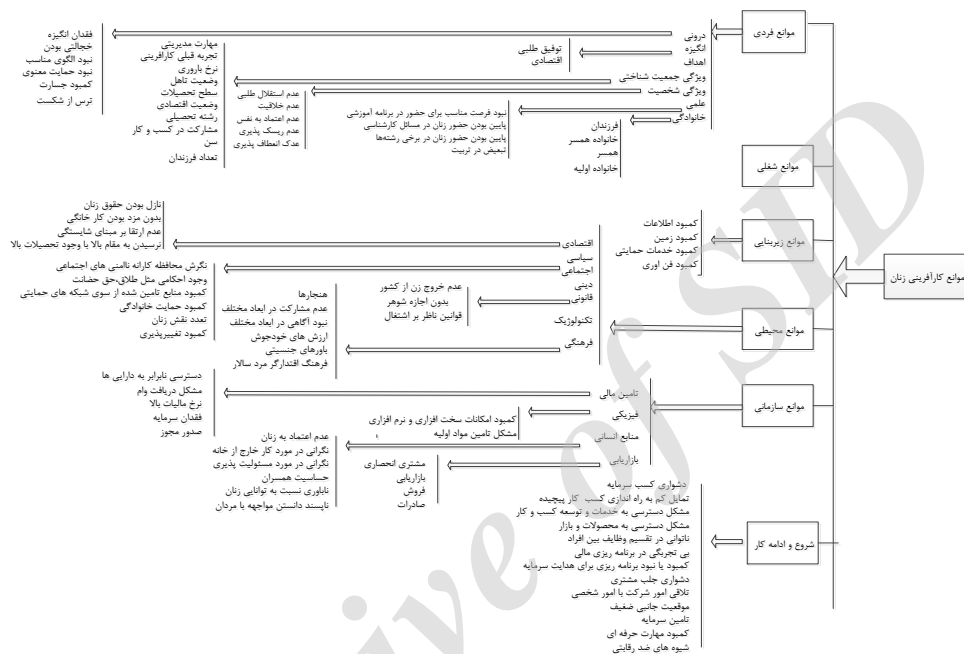 موانع کارآفرینی زنان
موانع فردی
درونی
انگیزه
اهداف
ویژگی جمعیت شناختی
ویژگی شخصیت
علمی
خانوادگی
فقدان انگیزه
خجالتی بودن
نبود الگوی مناسب
نبود حمایت معنوی
کمبود جسارت
ترس از شکست
توفیق طلبی
اقتصادی
مهارت مدیریتی
تجربه قبلی کارافرینی
نرخ باروری
وضعیت تاهل
سطح تحصیلات
وضعیت اقتصادی
رشته تحصیلی
مشارکت در کسب و کار
سن
تعداد فرزندان
عدم استقلال طلبی
عدم خلاقیت
عدم اعتماد به نفس
عدم ریسک پذیری
عدک انعطاف پذیری
نبود فرصت مناسب برای حضور در برنامه آموزشی
پایین بودن حضور زنان در مسائل کارشناسی
پایین بودن حضور زنان در برخی رشته‌ها
تبعیض در تربیت
فرزندان
خانواده همسر
همسر
خانواده اولیه
موانع شغلی
موانع زیربنایی
کمبود اطلاعات
کمبود زمین
کمبود خدمات حمایتی
کمبود فن اوری
موانع محیطی
اقتصادی
سیاسی
اجتماعی
دینی
قانونی
تکنولوژیک
فرهنگی
نازل بودن حقوق زنان
بدون مزد بودن کار خانگی
عدم ارتقا بر مبنای شایستگی
نرسیدن به مقام بالا با وجود تحصیلات بالا
نگرش محافظه کارانه ناامنی های اجتماعی
وجود احکامی مثل طلاق،حق حضانت
کمبود منابع تامین شده از سوی شبکه های حمایتی
کمبود حمایت خانوادگی
تعدد نقش زنان
کمبود تغییرپذیری
عدم خروج زن از کشور
بدون اجازه شوهر
قوانین ناظر بر اشتغال
هنجارها
عدم مشارکت در ابعاد مختلف
نبود آگاهی در ابعاد مختلف
ارزش های خودجوش
باورهای جنسیتی
فرهنگ اقتدارگر مرد سالار
موانع سازمانی
تامین مالی
فیزیکی
منابع انسانی
بازاریابی
دسترسی نابرابر به دارایی ها
مشکل دریافت وام
نرخ مالیات بالا
فقدان سرمایه
صدور مجوز
کمبود امکانات سخت افزاری و نرم افزاری
مشکل تامین مواد اولیه
عدم اعتماد به زنان
نگرانی در مورد کار خارج از خانه
نگرانی در مورد مسئولیت پذیری
حساسیت همسران
ناباوری نسبت به توانایی زنان
ناپسند دانستن مواجهه با مردان
مشتری انحصاری
بازاریابی
فروش
صادرات
شروع و ادامه کار
دشواری کسب سرمایه
تمایل کم به راه اندازی کسب کار پیچیده
مشکل دسترسی به خدمات و توسعه کسب و کار
مشکل دسترسی به محصولات و بازار
ناتوانی در تقسیم وظایف بین افراد
بی تجربگی در برنامه ریزی مالی
کمبود یا نبود برنامه ریزی برای هدایت سرمایه
دشواری جلب مشتری
تلاقی امور شرکت با امور شخصی
موقعیت جانبی ضعیف
تامین سرمایه
کمبود مهارت حرفه ای
شیوه های ضد رقابتی
ive of SID